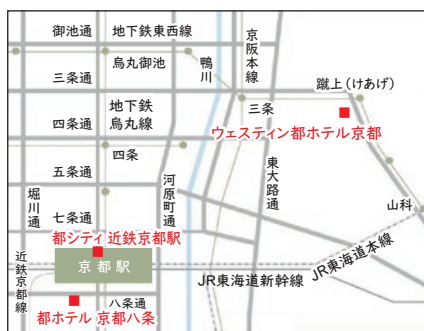 御池通
地下鉄東西線
京阪本線
烏丸御池
鴨川
蹴上(けあげ)
三条通
三条
地下鉄
烏丸線
四条通
ウェスティン都ホテル京都
四条
五条通
東大路通
堀川通
河原町通
山科
七条通
都シティ 近鉄京都駅
京都駅
近鉄京都線
JR東海道新幹線
JR東海道本線
八条通
都ホテル 京都八条